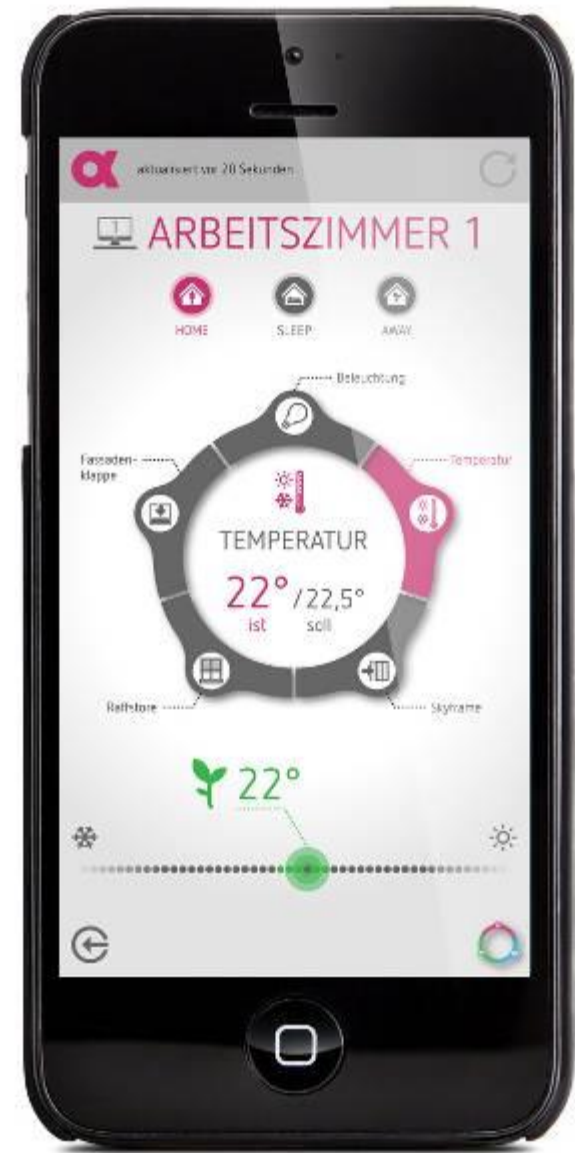 α aktualisiert vor 20 Sekunden
1
ARBEITSZIMMER 1
HOME SLEEP AWAY
Beleuchtung
Fassaden-
klappe
Temperatur
TEMPERATUR
22° / 22,5°
ist soll
Raffstore
Skyframe
22°